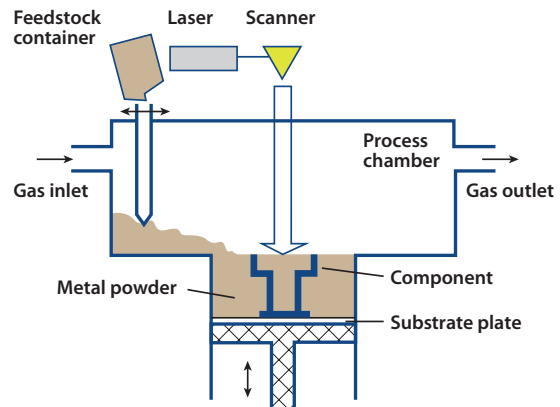 Feedstock
container
Laser
Scanner
Process
chamber
Gas inlet
Gas outlet
Metal powder
Component
Substrate plate